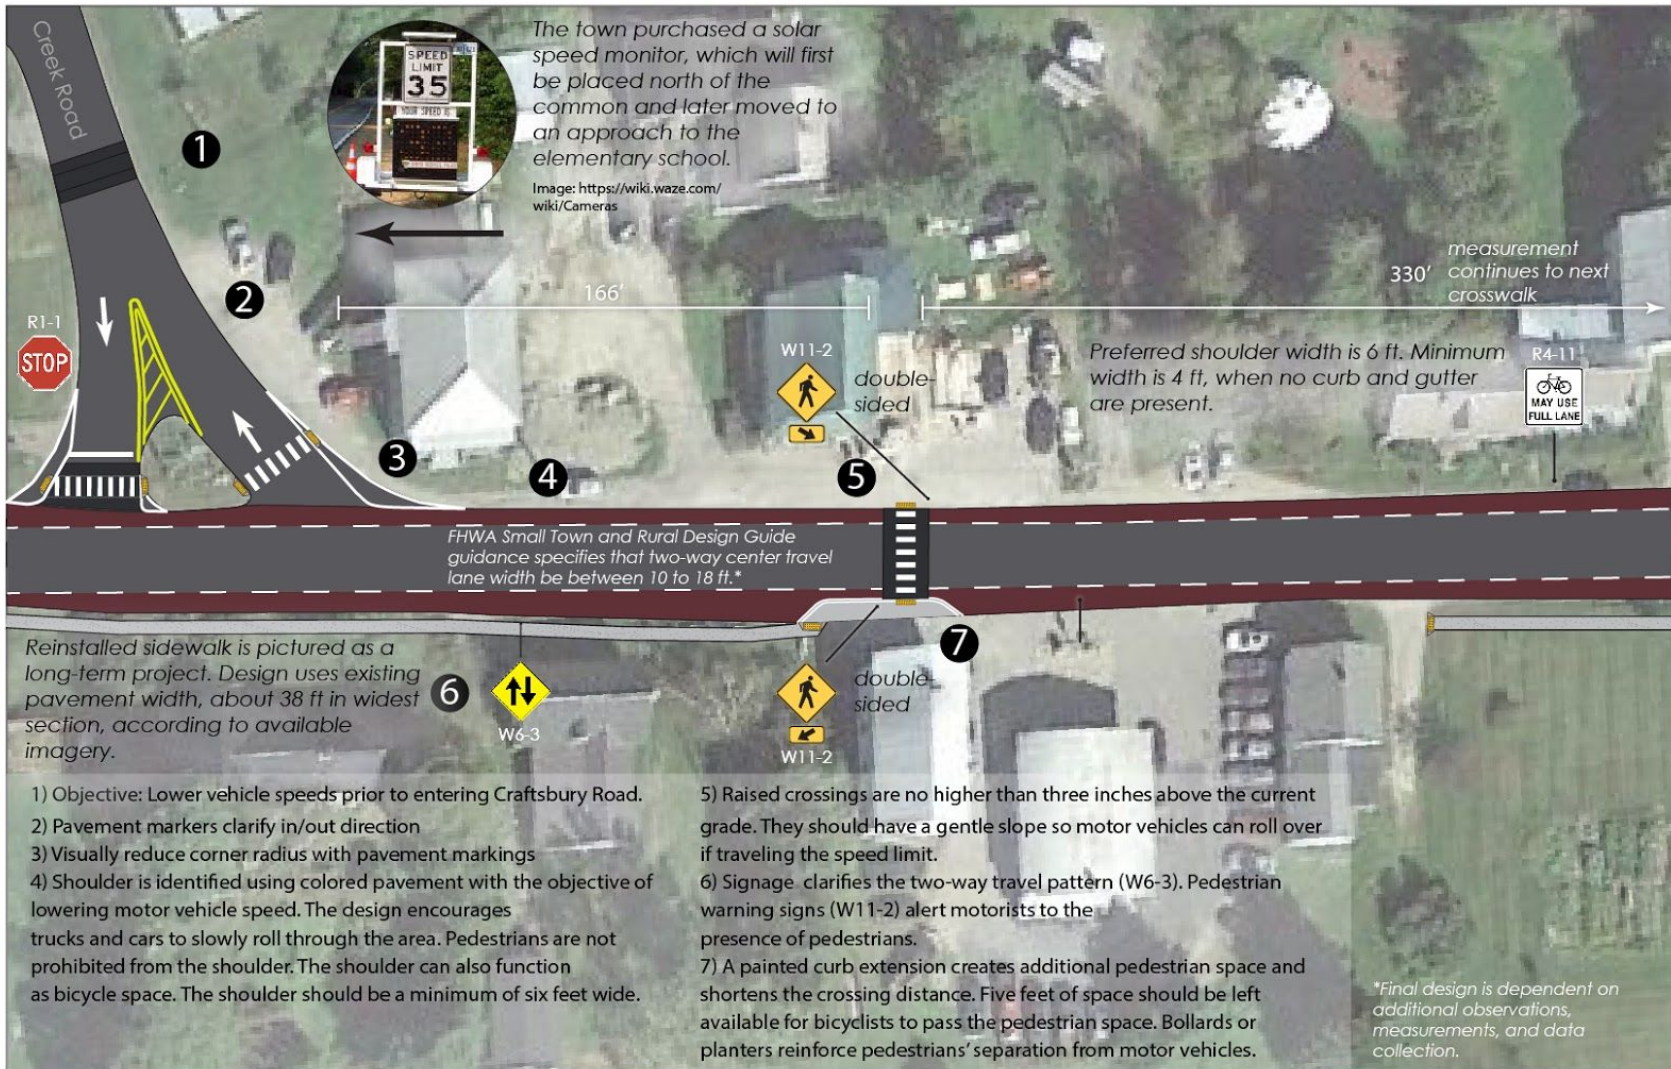 Creek Road
SPEED
LIMIT
35
YOUR SPEED IS
The town purchased a solar
speed monitor, which will first
be placed north of the
common and later moved to
an approach to the
elementary school.
Image: https://wiki.waze.com/
wiki/Cameras
1
2
166'
330'
measurement
continues to next
crosswalk
R1-1
STOP
W11-2
double-
sided
Preferred shoulder width is 6 ft. Minimum
width is 4 ft, when no curb and gutter
are present.
R4-11
MAY USE
FULL LANE
3
4
5
FHWA Small Town and Rural Design Guide
guidance specifies that two-way center travel
lane width be between 10 to 18 ft.*
Reinstalled sidewalk is pictured as a
long-term project. Design uses existing
pavement width, about 38 ft in widest
section, according to available
imagery.
6
W6-3
double-
sided
W11-2
7
1) Objective: Lower vehicle speeds prior to entering Craftsbury Road.
2) Pavement markers clarify in/out direction
3) Visually reduce corner radius with pavement markings
4) Shoulder is identified using colored pavement with the objective of
lowering motor vehicle speed. The design encourages
trucks and cars to slowly roll through the area. Pedestrians are not
prohibited from the shoulder. The shoulder can also function
as bicycle space. The shoulder should be a minimum of six feet wide.
5) Raised crossings are no higher than three inches above the current
grade. They should have a gentle slope so motor vehicles can roll over
if traveling the speed limit.
6) Signage clarifies the two-way travel pattern (W6-3). Pedestrian
warning signs (W11-2) alert motorists to the
presence of pedestrians.
7) A painted curb extension creates additional pedestrian space and
shortens the crossing distance. Five feet of space should be left
available for bicyclists to pass the pedestrian space. Bollards or
planters reinforce pedestrians' separation from motor vehicles.
*Final design is dependent on
additional observations,
measurements, and data
collection.